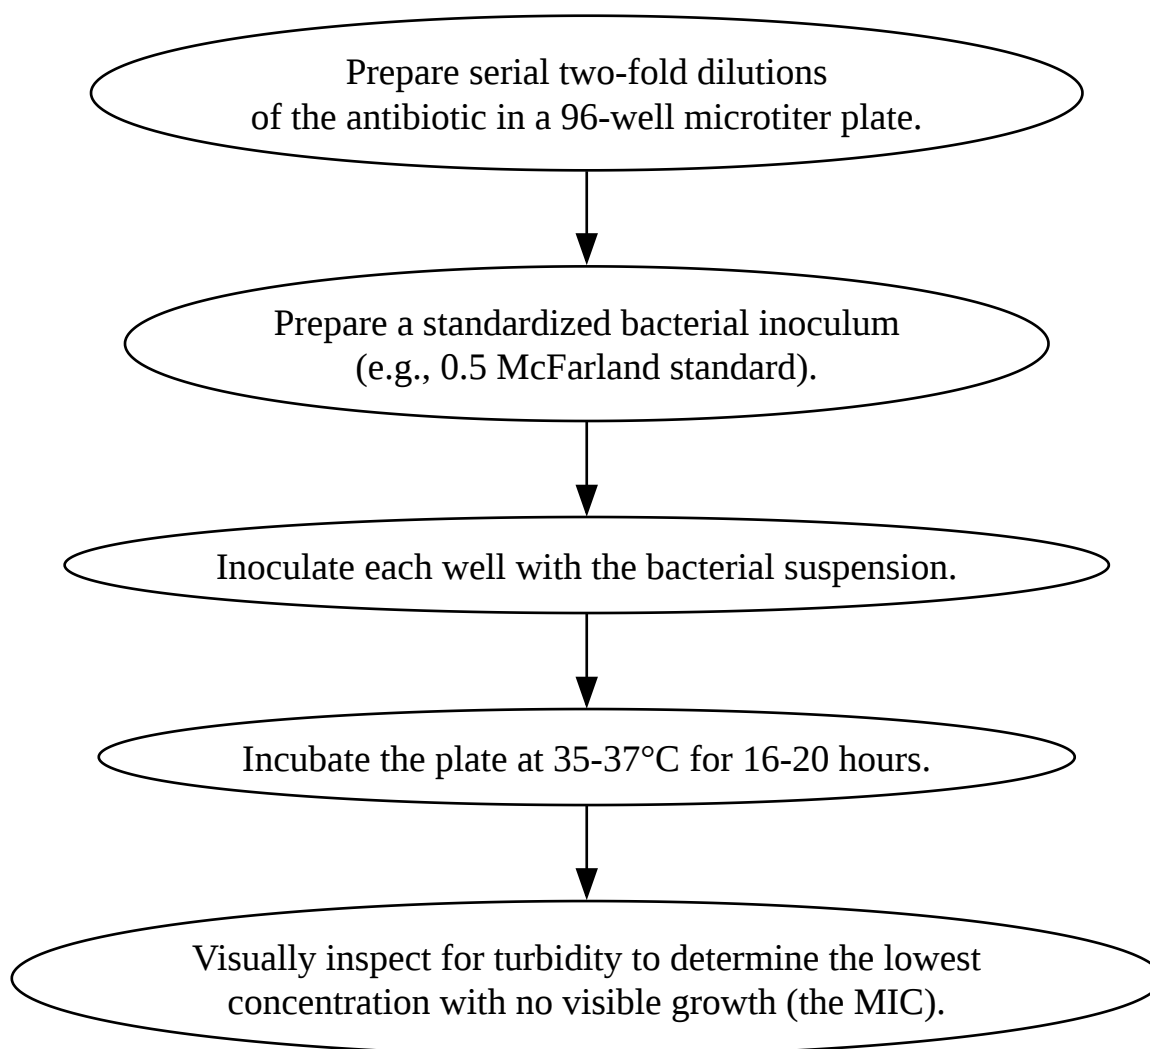 Prepare serial two-fold dilutions
of the antibiotic in a 96-well microtiter plate.
Prepare a standardized bacterial inoculum
(e.g., 0.5 McFarland standard).
Inoculate each well with the bacterial suspension.
Incubate the plate at 35-37°C for 16-20 hours.
Visually inspect for turbidity to determine the lowest
concentration with no visible growth (the MIC).